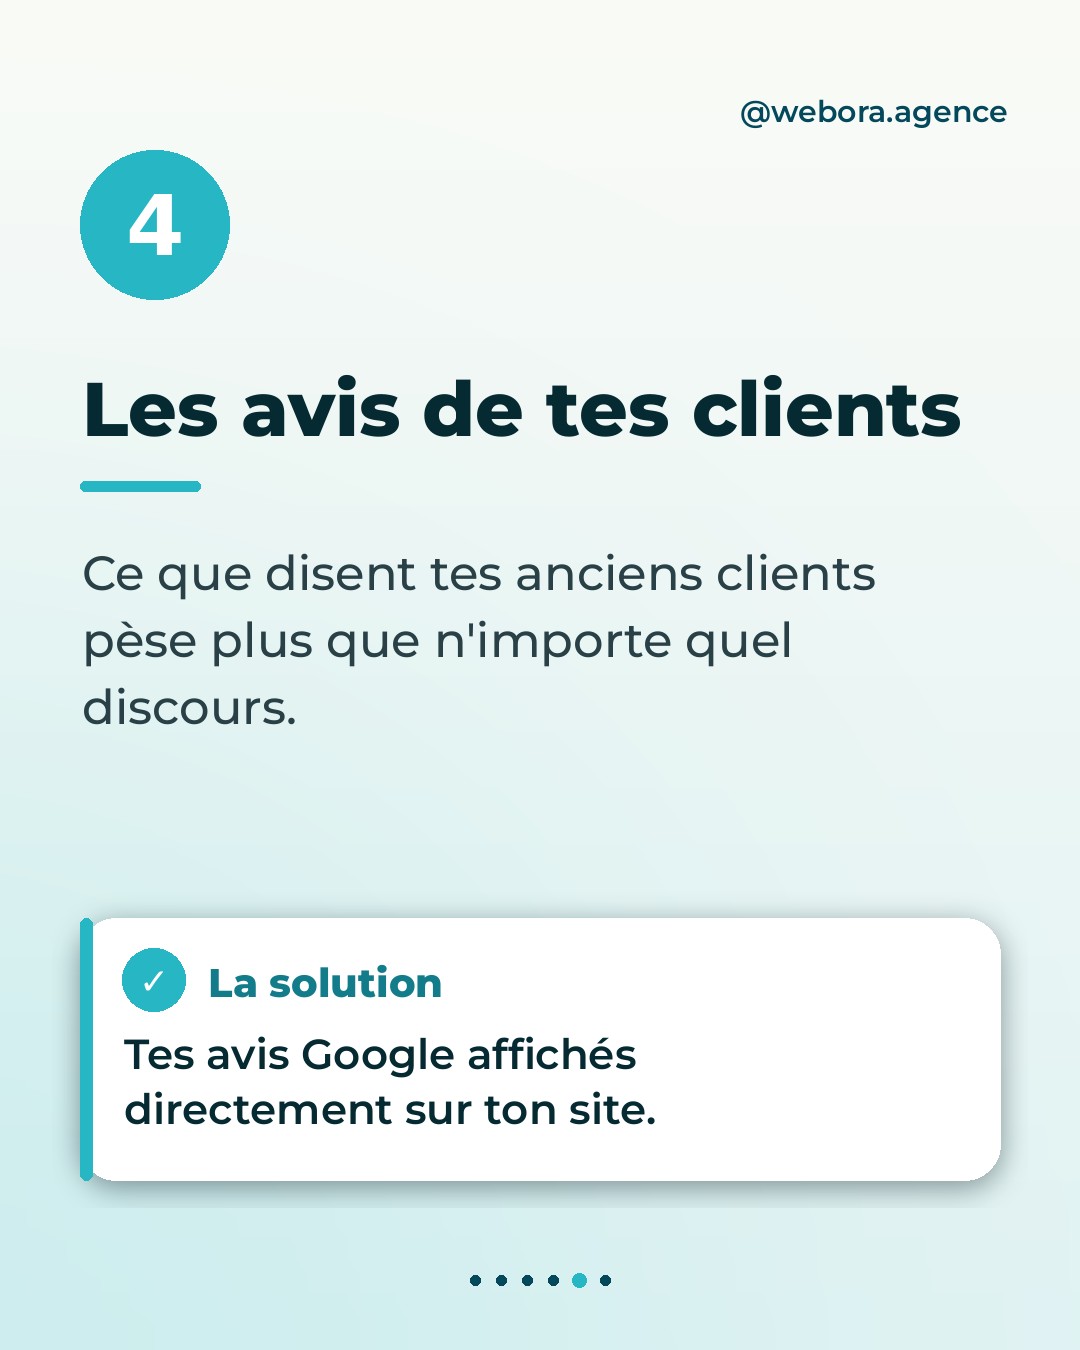 @webora.agence
4
Les avis de tes clients
Ce que disent tes anciens clients
pèse plus que n'importe quel
discours.
✓ La solution
Tes avis Google affichés
directement sur ton site.